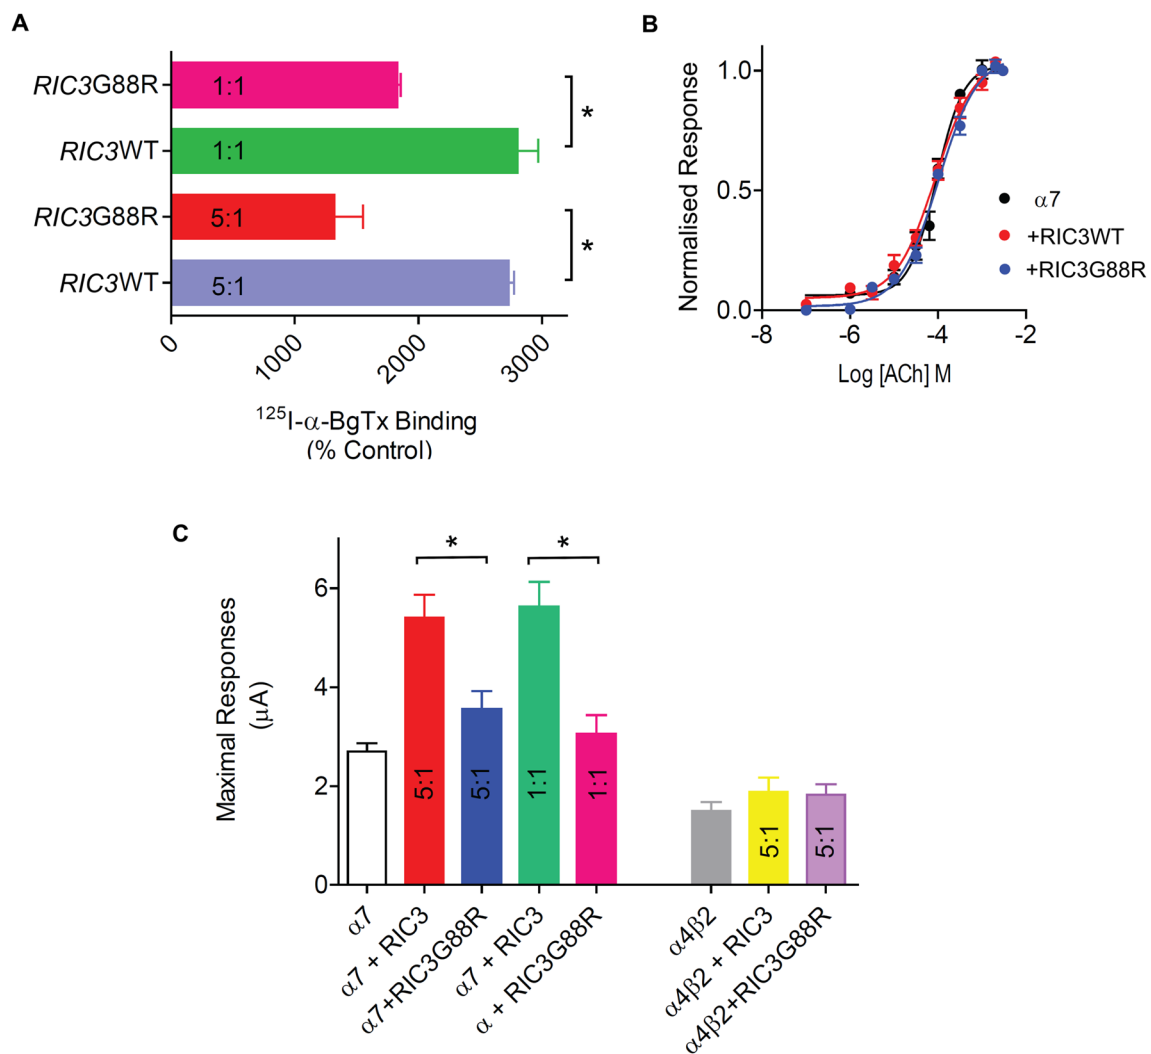 A
RIC3G88R
1:1
RIC3WT
1:1
RIC3G88R
5:1
RIC3WT
5:1
*
*
0
1000
2000
3000
125I-α-BgTx Binding
(% Control)
B
Normalised Response
1.0
0.5
0.0
-8
-6
-4
-2
Log [ACh] M
α7
+RIC3WT
+RIC3G88R
C
Maximal Responses
(μA)
6
4
2
0
*
*
5:1
5:1
1:1
1:1
5:1
5:1
α7
α7 + RIC3
α7+RIC3G88R
α7 + RIC3
α + RIC3G88R
α4β2
α4β2 + RIC3
α4β2+RIC3G88R